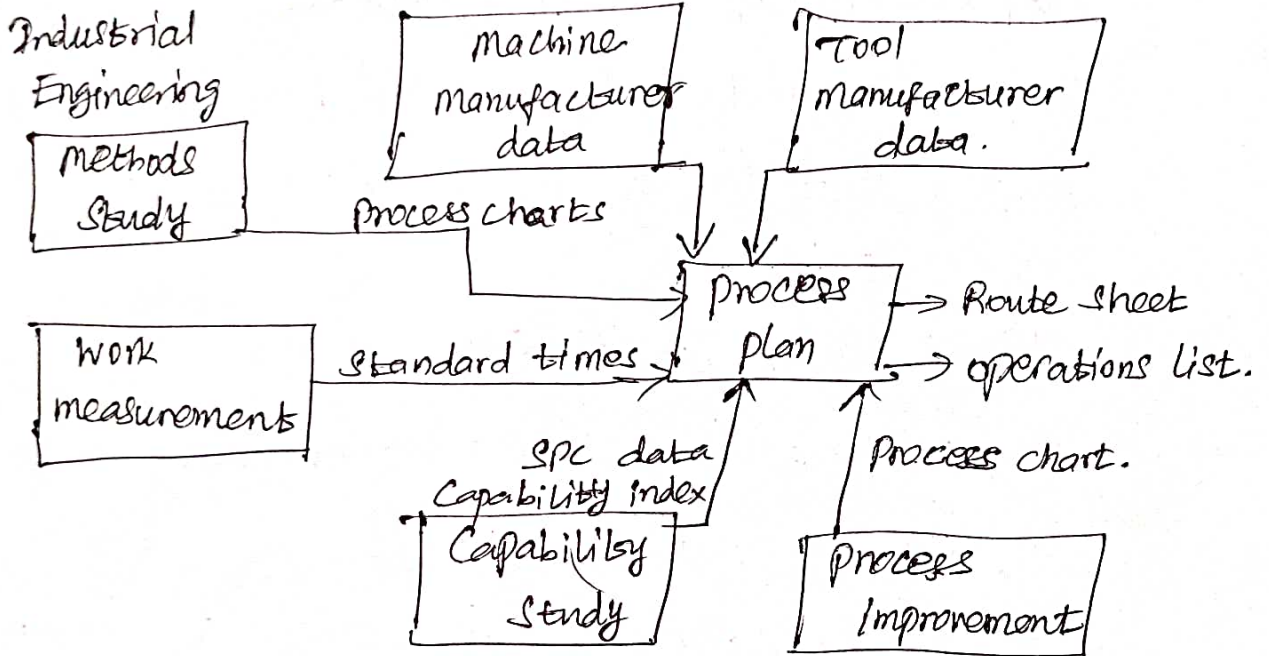 Industrial
Engineering
Methods
Study
Machine
manufacturer
data
Tool
manufacturer
data.
Process charts
Process
plan
Route sheet
operations list.
Work
measurement
Standard times
SPC data
Capability index
Capability
Study
Process chart.
Process
Improvement